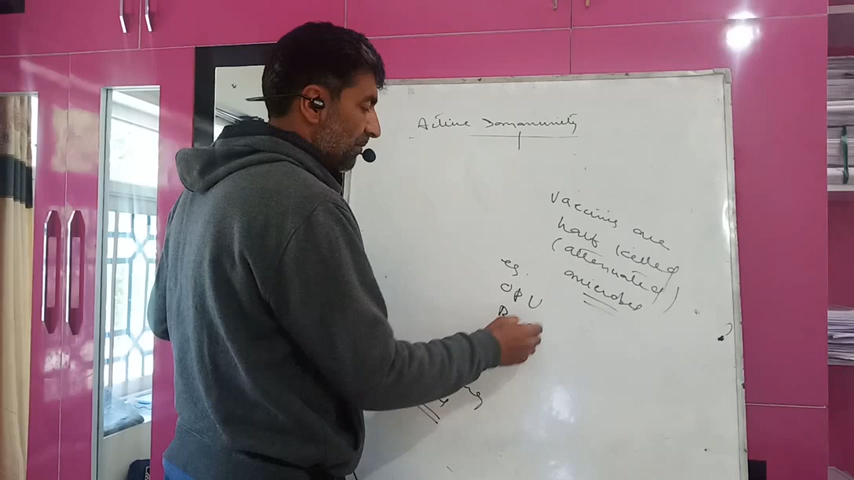 Active Immunity
Vaccines are
half killed
(attenuated)
microbes
eg.
OPV